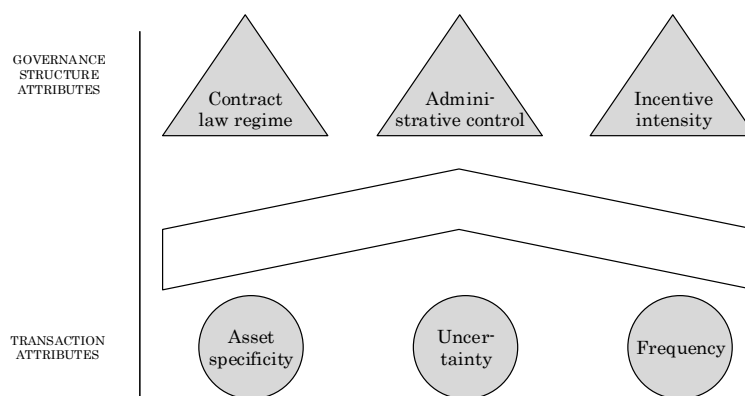 GOVERNANCE
STRUCTURE
ATTRIBUTES
Contract
law regime
Admini-
strative control
Incentive
intensity
TRANSACTION
ATTRIBUTES
Asset
specificity
Uncer-
tainty
Frequency